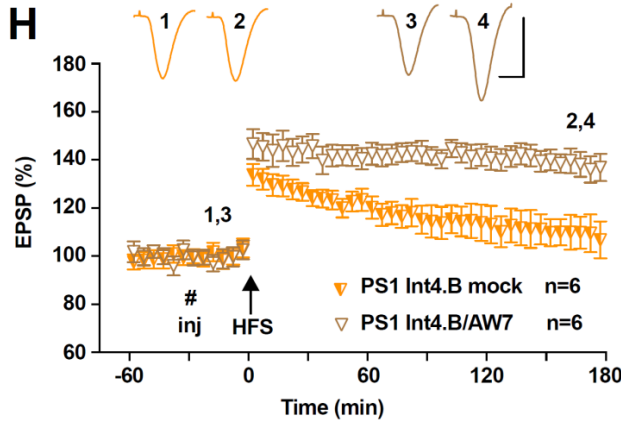 H
1 2 3 4
180
160
140
120
100
80
60
EPSP (%)
2,4
1,3
#
inj
HFS
PS1 Int4.B mock n=6
PS1 Int4.B/AW7 n=6
-60 0 60 120 180
Time (min)